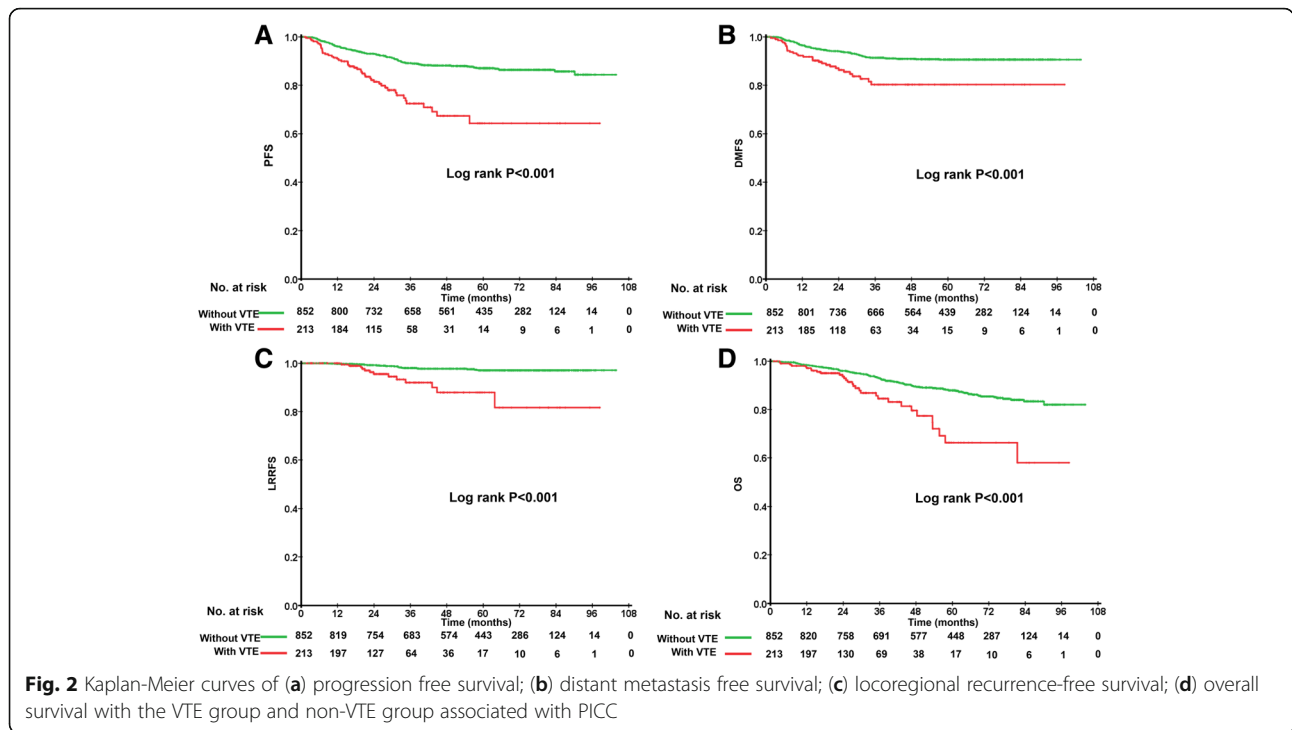 A
1.0
0.8
0.6
0.4
0.2
0.0
PFS
Log rank P<0.001
0 12 24 36 48 60 72 84 96 108
Time (months)
No. at risk
Without VTE 852 800 732 658 561 435 282 124 14 0
With VTE 213 184 115 58 31 14 9 6 1 0
B
1.0
0.8
0.6
0.4
0.2
0.0
DMFS
Log rank P<0.001
0 12 24 36 48 60 72 84 96 108
Time (months)
No. at risk
Without VTE 852 801 736 666 564 439 282 124 14 0
With VTE 213 185 118 63 34 15 9 6 1 0
C
1.0
0.8
0.6
0.4
0.2
0.0
LRRFS
Log rank P<0.001
0 12 24 36 48 60 72 84 96 108
Time (months)
No. at risk
Without VTE 852 819 754 683 574 443 286 124 14 0
With VTE 213 197 127 64 36 17 10 6 1 0
D
1.0
0.8
0.6
0.4
0.2
0.0
OS
Log rank P<0.001
0 12 24 36 48 60 72 84 96 108
Time (months)
No. at risk
Without VTE 852 820 758 691 577 448 287 124 14 0
With VTE 213 197 130 69 38 17 10 6 1 0
Fig. 2 Kaplan-Meier curves of (a) progression free survival; (b) distant metastasis free survival; (c) locoregional recurrence-free survival; (d) overall
survival with the VTE group and non-VTE group associated with PICC